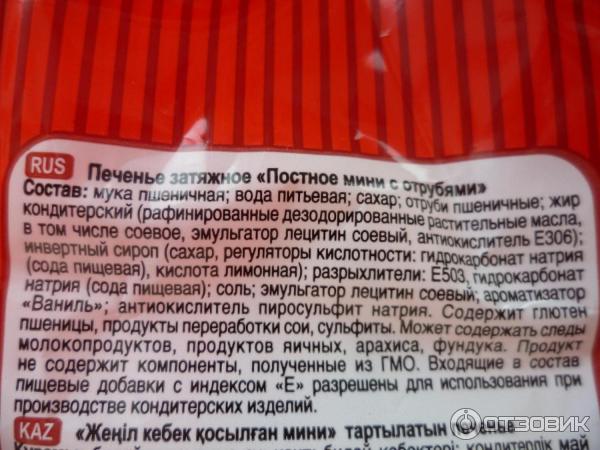 RUS Печенье затяжное «Постное мини с отрубями»
Состав: мука пшеничная; вода питьевая; сахар; отруби пшеничные; жир
кондитерский (рафинированные дезодорированные растительные масла,
в том числе соевое, эмульгатор лецитин соевый, антиокислитель Е306);
инвертный сироп (сахар, регуляторы кислотности: гидрокарбонат натрия
(сода пищевая), кислота лимонная); разрыхлители: Е503, гидрокарбонат
натрия (сода пищевая); соль; эмульгатор лецитин соевый; ароматизатор
«Ваниль»; антиокислитель пиросульфит натрия. Содержит глютен
пшеницы, продукты переработки сои, сульфиты. Может содержать следы
молокопродуктов, продуктов яичных, арахиса, фундука. Продукт
не содержит компоненты, полученные из ГМО. Входящие в состав
пищевые добавки с индексом «Е» разрешены для использования при
производстве кондитерских изделий.
KAZ «Жеңіл кебек қосылған мини» тартылатын печенье
кондитер май
ОТЗОВИК